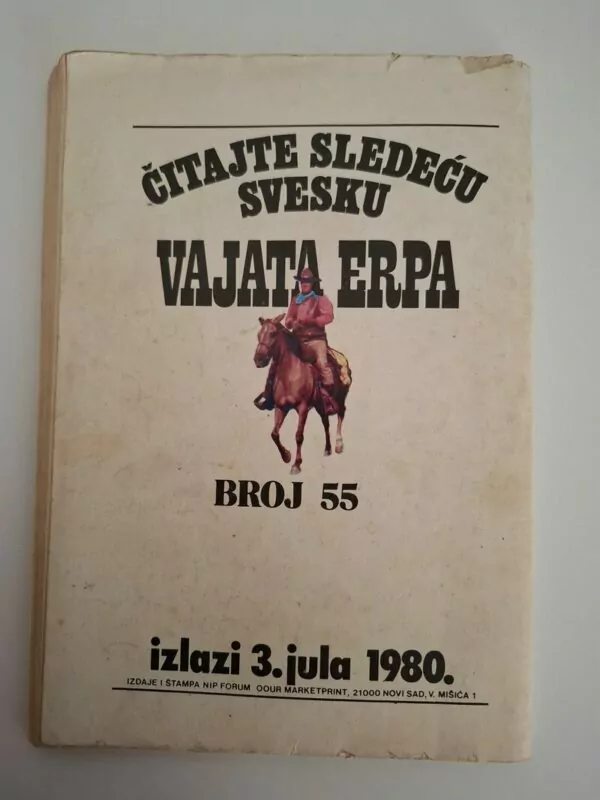 ČITAJTE SLEDEĆU
SVESKU
VAJATA ERPA
BROJ 55
izlazi 3. jula 1980.
IZDAJE I ŠTAMPA NIP FORUM OOUR MARKETPRINT, 21000 NOVI SAD, V. MIŠIĆA 1